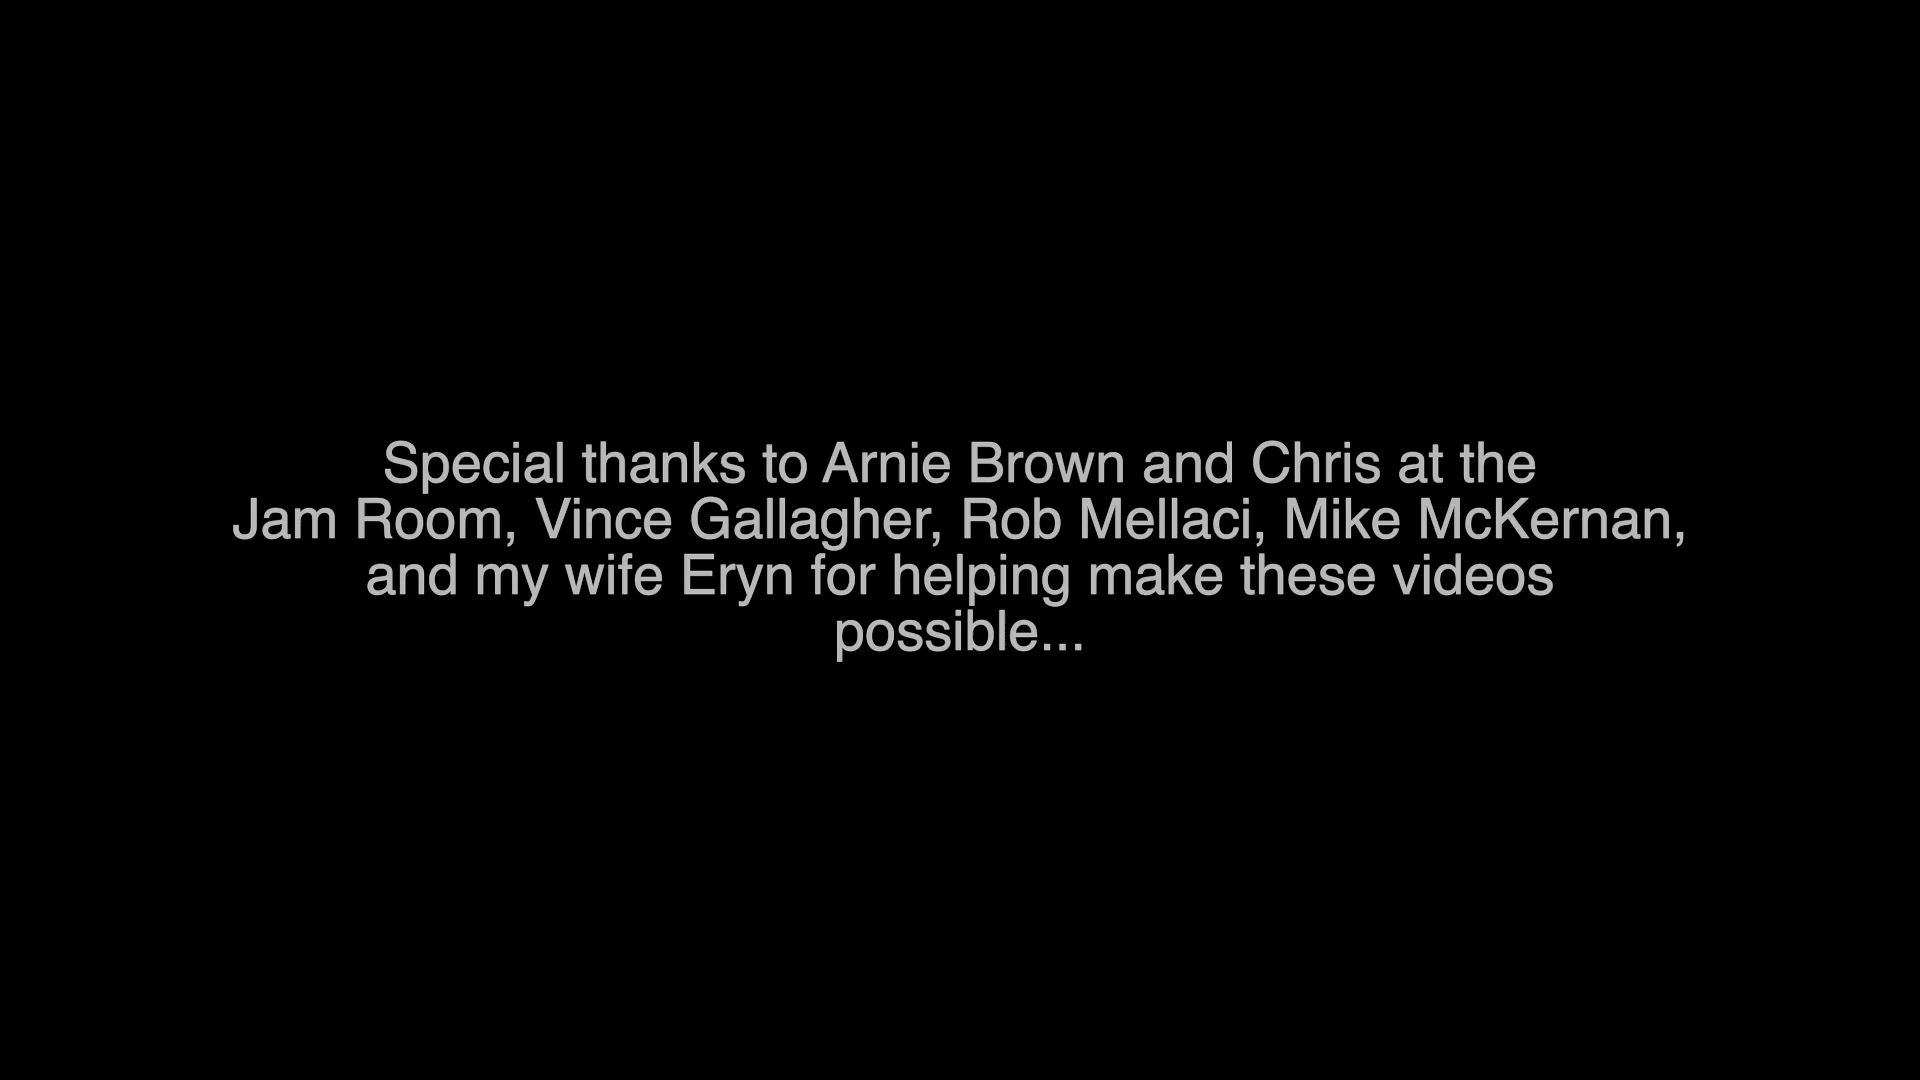 Special thanks to Arnie Brown and Chris at the
Jam Room, Vince Gallagher, Rob Mellaci, Mike McKernan,
and my wife Eryn for helping make these videos
possible...